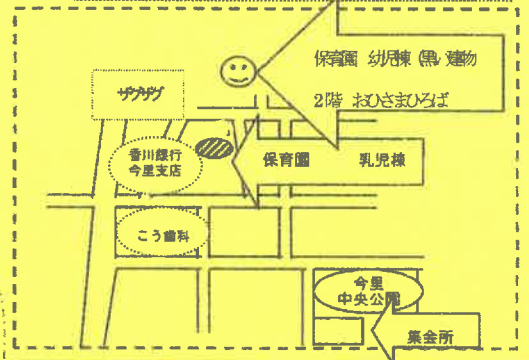 保育園 幼児棟 (黒い建物
2階 おひさまひろば
ザグザグ
香川銀行
今里支店
保育園 乳児棟
こう歯科
今里
中央公園
集会所